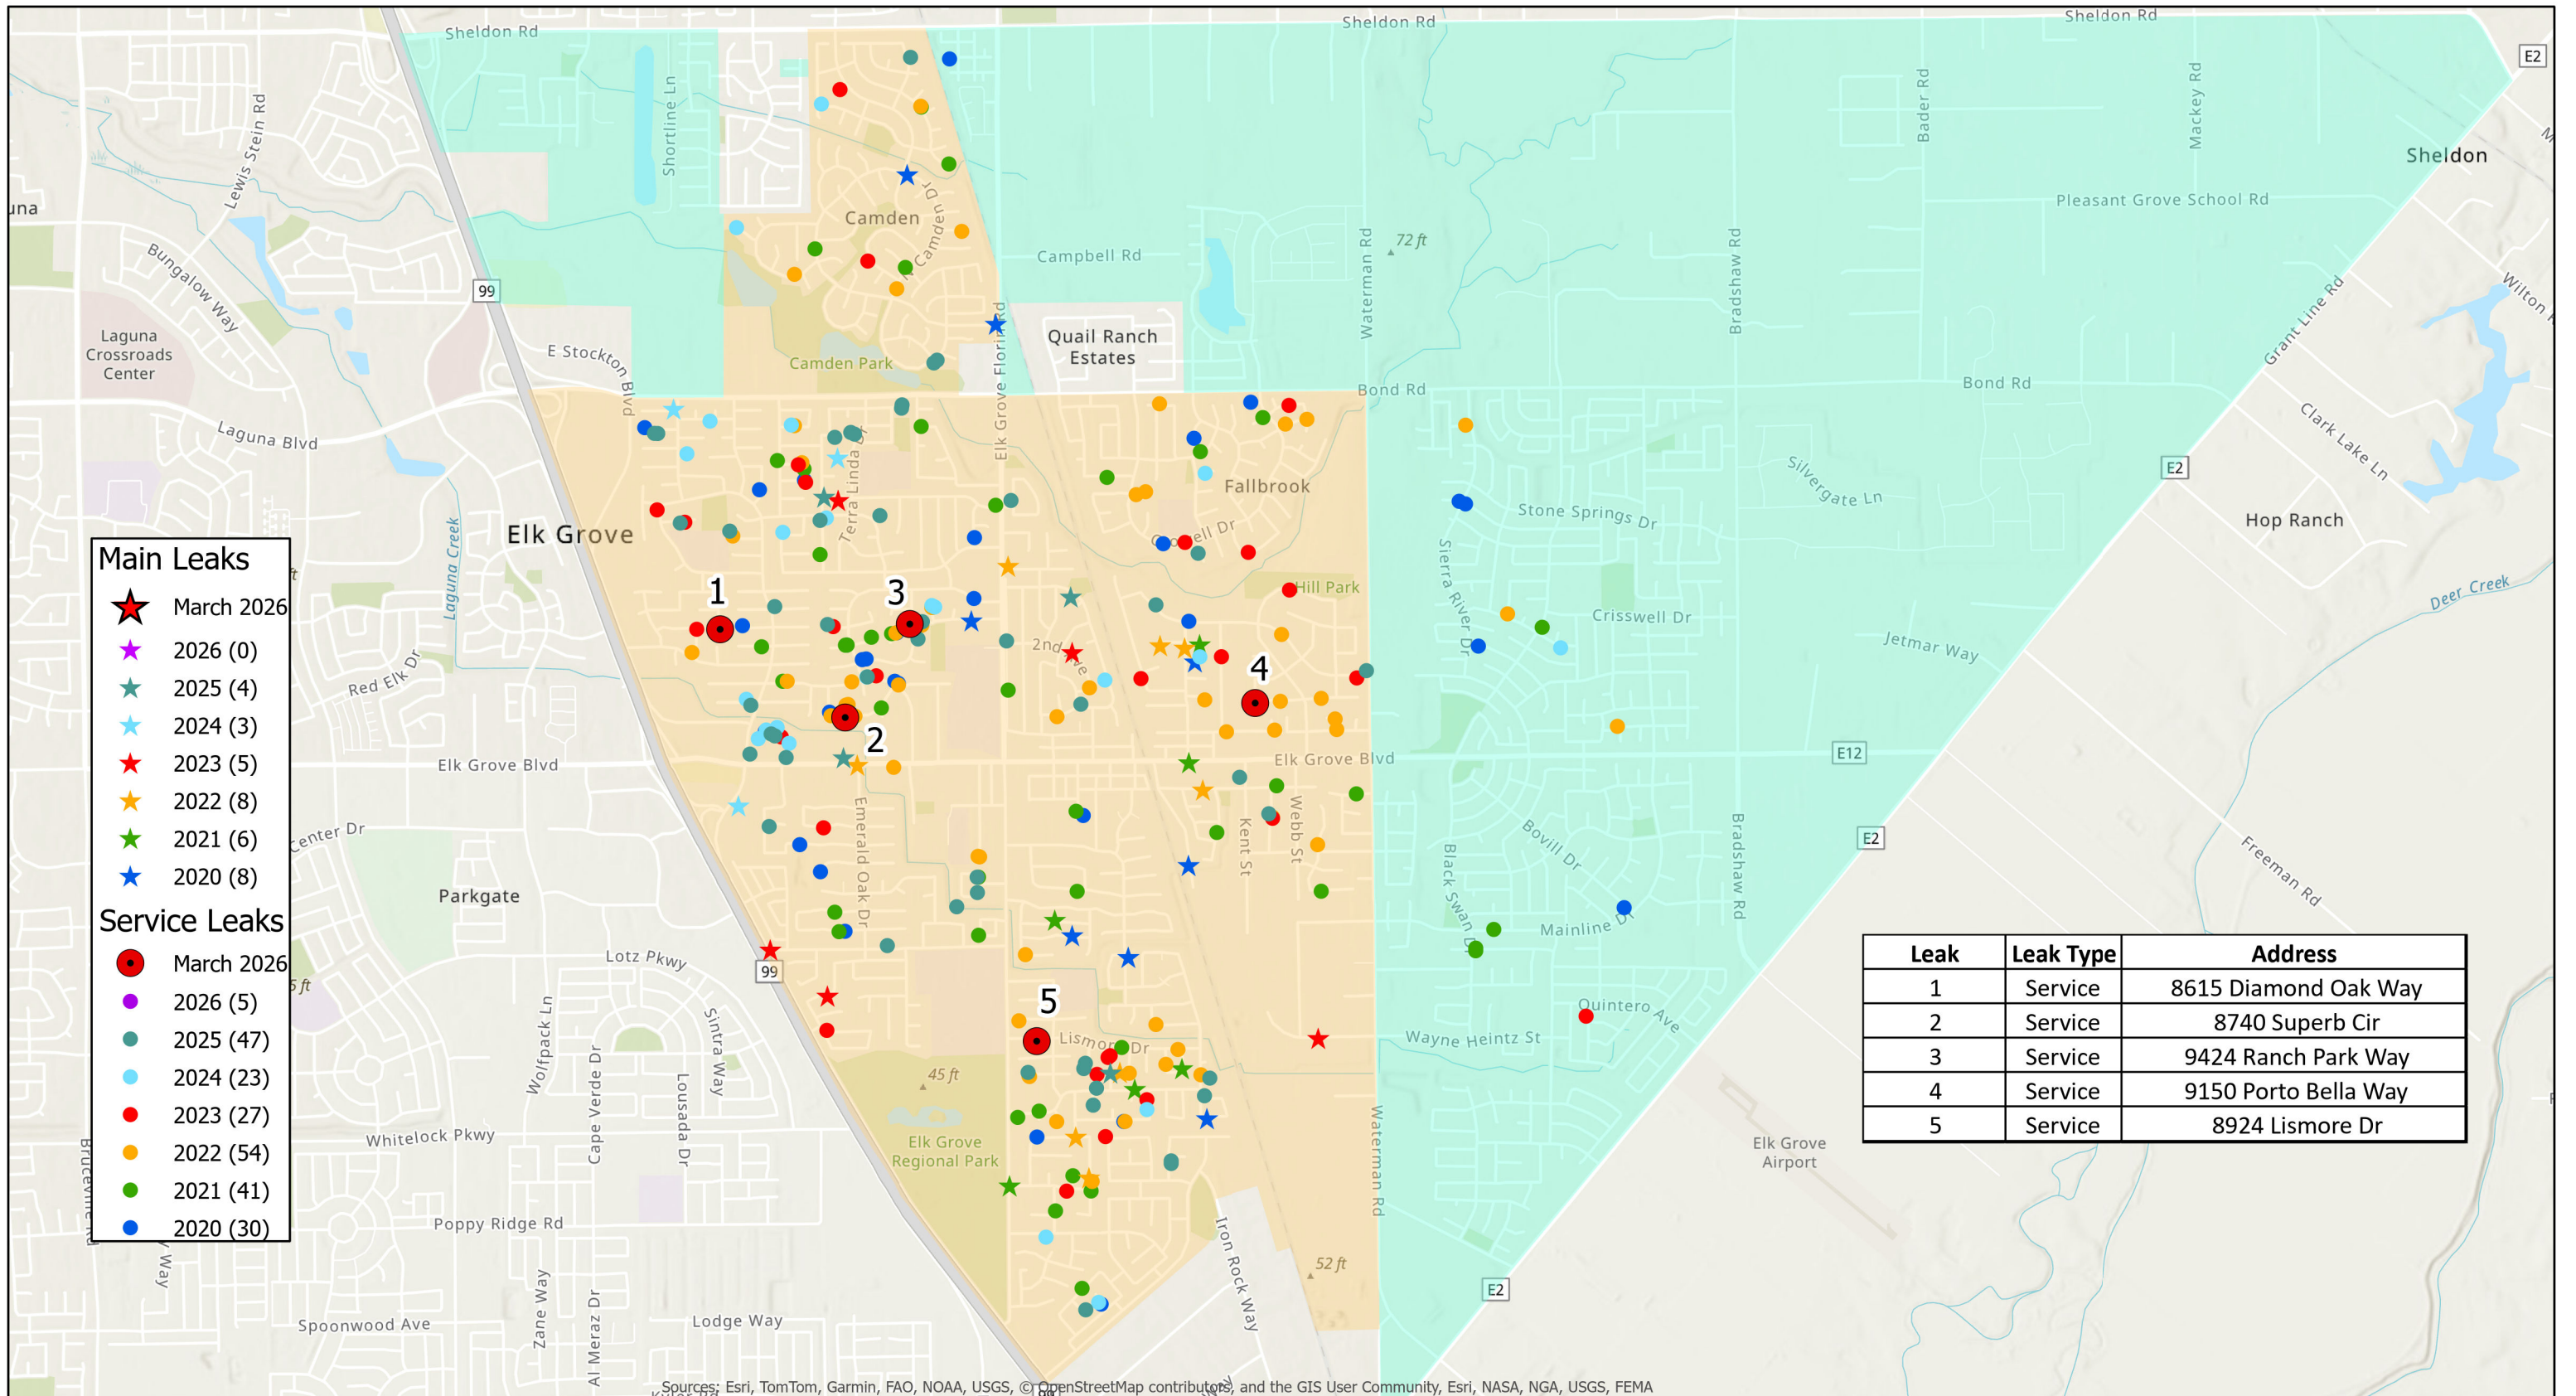 Sheldon Rd
Sheldon Rd
Sheldon Rd
E2
Lewis Stein Rd
Shortline Ln
Bader Rd
Mackey Rd
Sheldon
una
Camden
N Camden Dr
Pleasant Grove School Rd
Bungalow Way
Campbell Rd
Waterman Rd
72 ft
Bradshaw Rd
99
Grant Line Rd
Laguna
Crossroads
Center
E Stockton Blvd
Camden Park
Elk Grove Florin Rd
Quail Ranch
Estates
Bond Rd
Bond Rd
Clark Lake Ln
Laguna Blvd
Terra Linda Dr
Fallbrook
Silvergate Ln
E2
Stone Springs Dr
Hop Ranch
Elk Grove
Laguna Creek
Sierra River Dr
Hill Park
Crisswell Dr
Deer Creek
Jetmar Way
Red Elk Dr
2nd Ave
1
3
4
2
5
Elk Grove Blvd
Elk Grove Blvd
E12
Emerald Oak Dr
Kent St
Webb St
Bovill Dr
Black Swan Dr
Bradshaw Rd
E2
Freeman Rd
Center Dr
Parkgate
Mainline Dr
Lotz Pkwy
99
Wolfpack Ln
Sintra Way
Quintero Ave
Wayne Heintz St
Lismore Dr
45 ft
Cape Verde Dr
Lousada Dr
Whitelock Pkwy
Elk Grove
Regional Park
Waterman Rd
Elk Grove
Airport
Poppy Ridge Rd
Iron Rock Way
52 ft
E2
Zane Way
Al Meraz Dr
Spoonwood Ave
Lodge Way
Main Leaks
March 2026
2026 (0)
2025 (4)
2024 (3)
2023 (5)
2022 (8)
2021 (6)
2020 (8)
Service Leaks
March 2026
2026 (5)
2025 (47)
2024 (23)
2023 (27)
2022 (54)
2021 (41)
2020 (30)
Leak Leak Type Address
1 Service 8615 Diamond Oak Way
2 Service 8740 Superb Cir
3 Service 9424 Ranch Park Way
4 Service 9150 Porto Bella Way
5 Service 8924 Lismore Dr
Sources: Esri, TomTom, Garmin, FAO, NOAA, USGS, © OpenStreetMap contributors, and the GIS User Community, Esri, NASA, NGA, USGS, FEMA